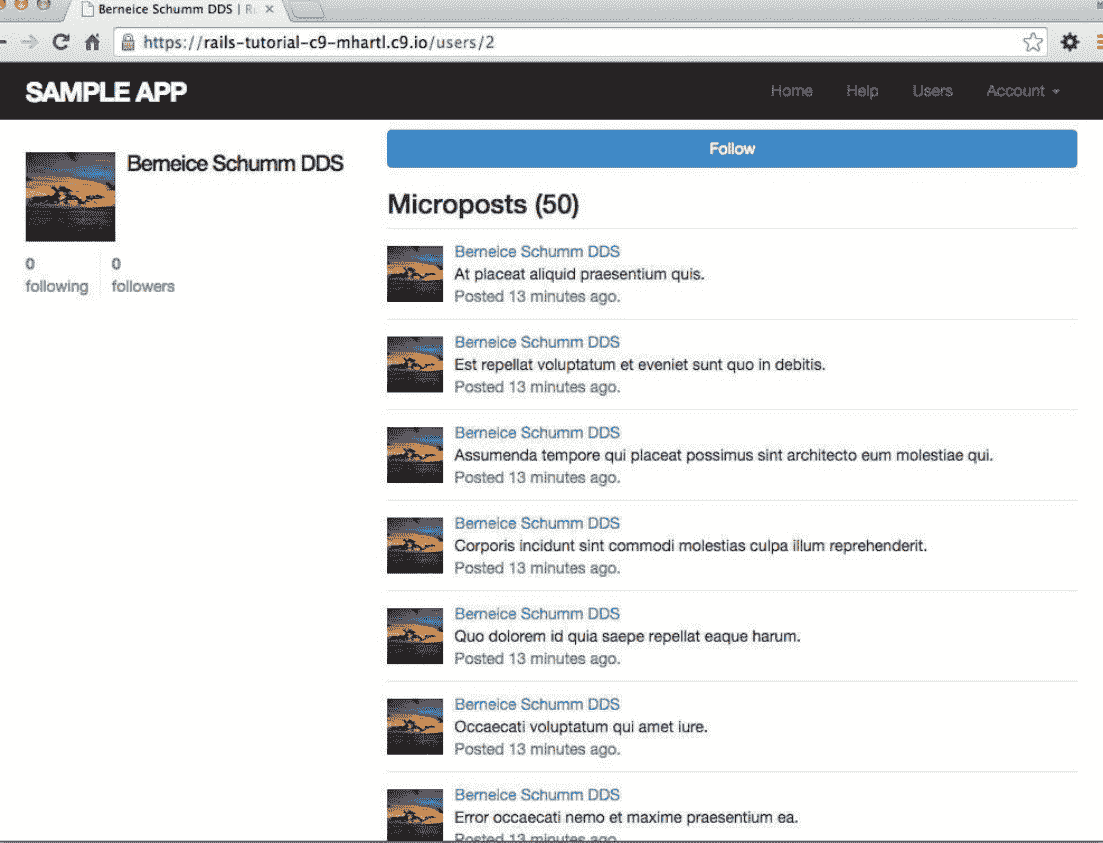 Berneice Schumm DDS | R
https://rails-tutorial-c9-mhartl.c9.io/users/2
SAMPLE APP
Home Help Users Account
Berneice Schumm DDS
0 following
0 followers
Follow
Microposts (50)
Berneice Schumm DDS
At placeat aliquid praesentium quis.
Posted 13 minutes ago.
Berneice Schumm DDS
Est repellat voluptatum et eveniet sunt quo in debitis.
Posted 13 minutes ago.
Berneice Schumm DDS
Assumenda tempore qui placeat possimus sint architecto eum molestiae qui.
Posted 13 minutes ago.
Berneice Schumm DDS
Corporis incidunt sint commodi molestias culpa illum reprehenderit.
Posted 13 minutes ago.
Berneice Schumm DDS
Quo dolorem id quia saepe repellat eaque harum.
Posted 13 minutes ago.
Berneice Schumm DDS
Occaecati voluptatum qui amet iure.
Posted 13 minutes ago.
Berneice Schumm DDS
Error occaecati nemo et maxime praesentium ea.
Posted 13 minutes ago.